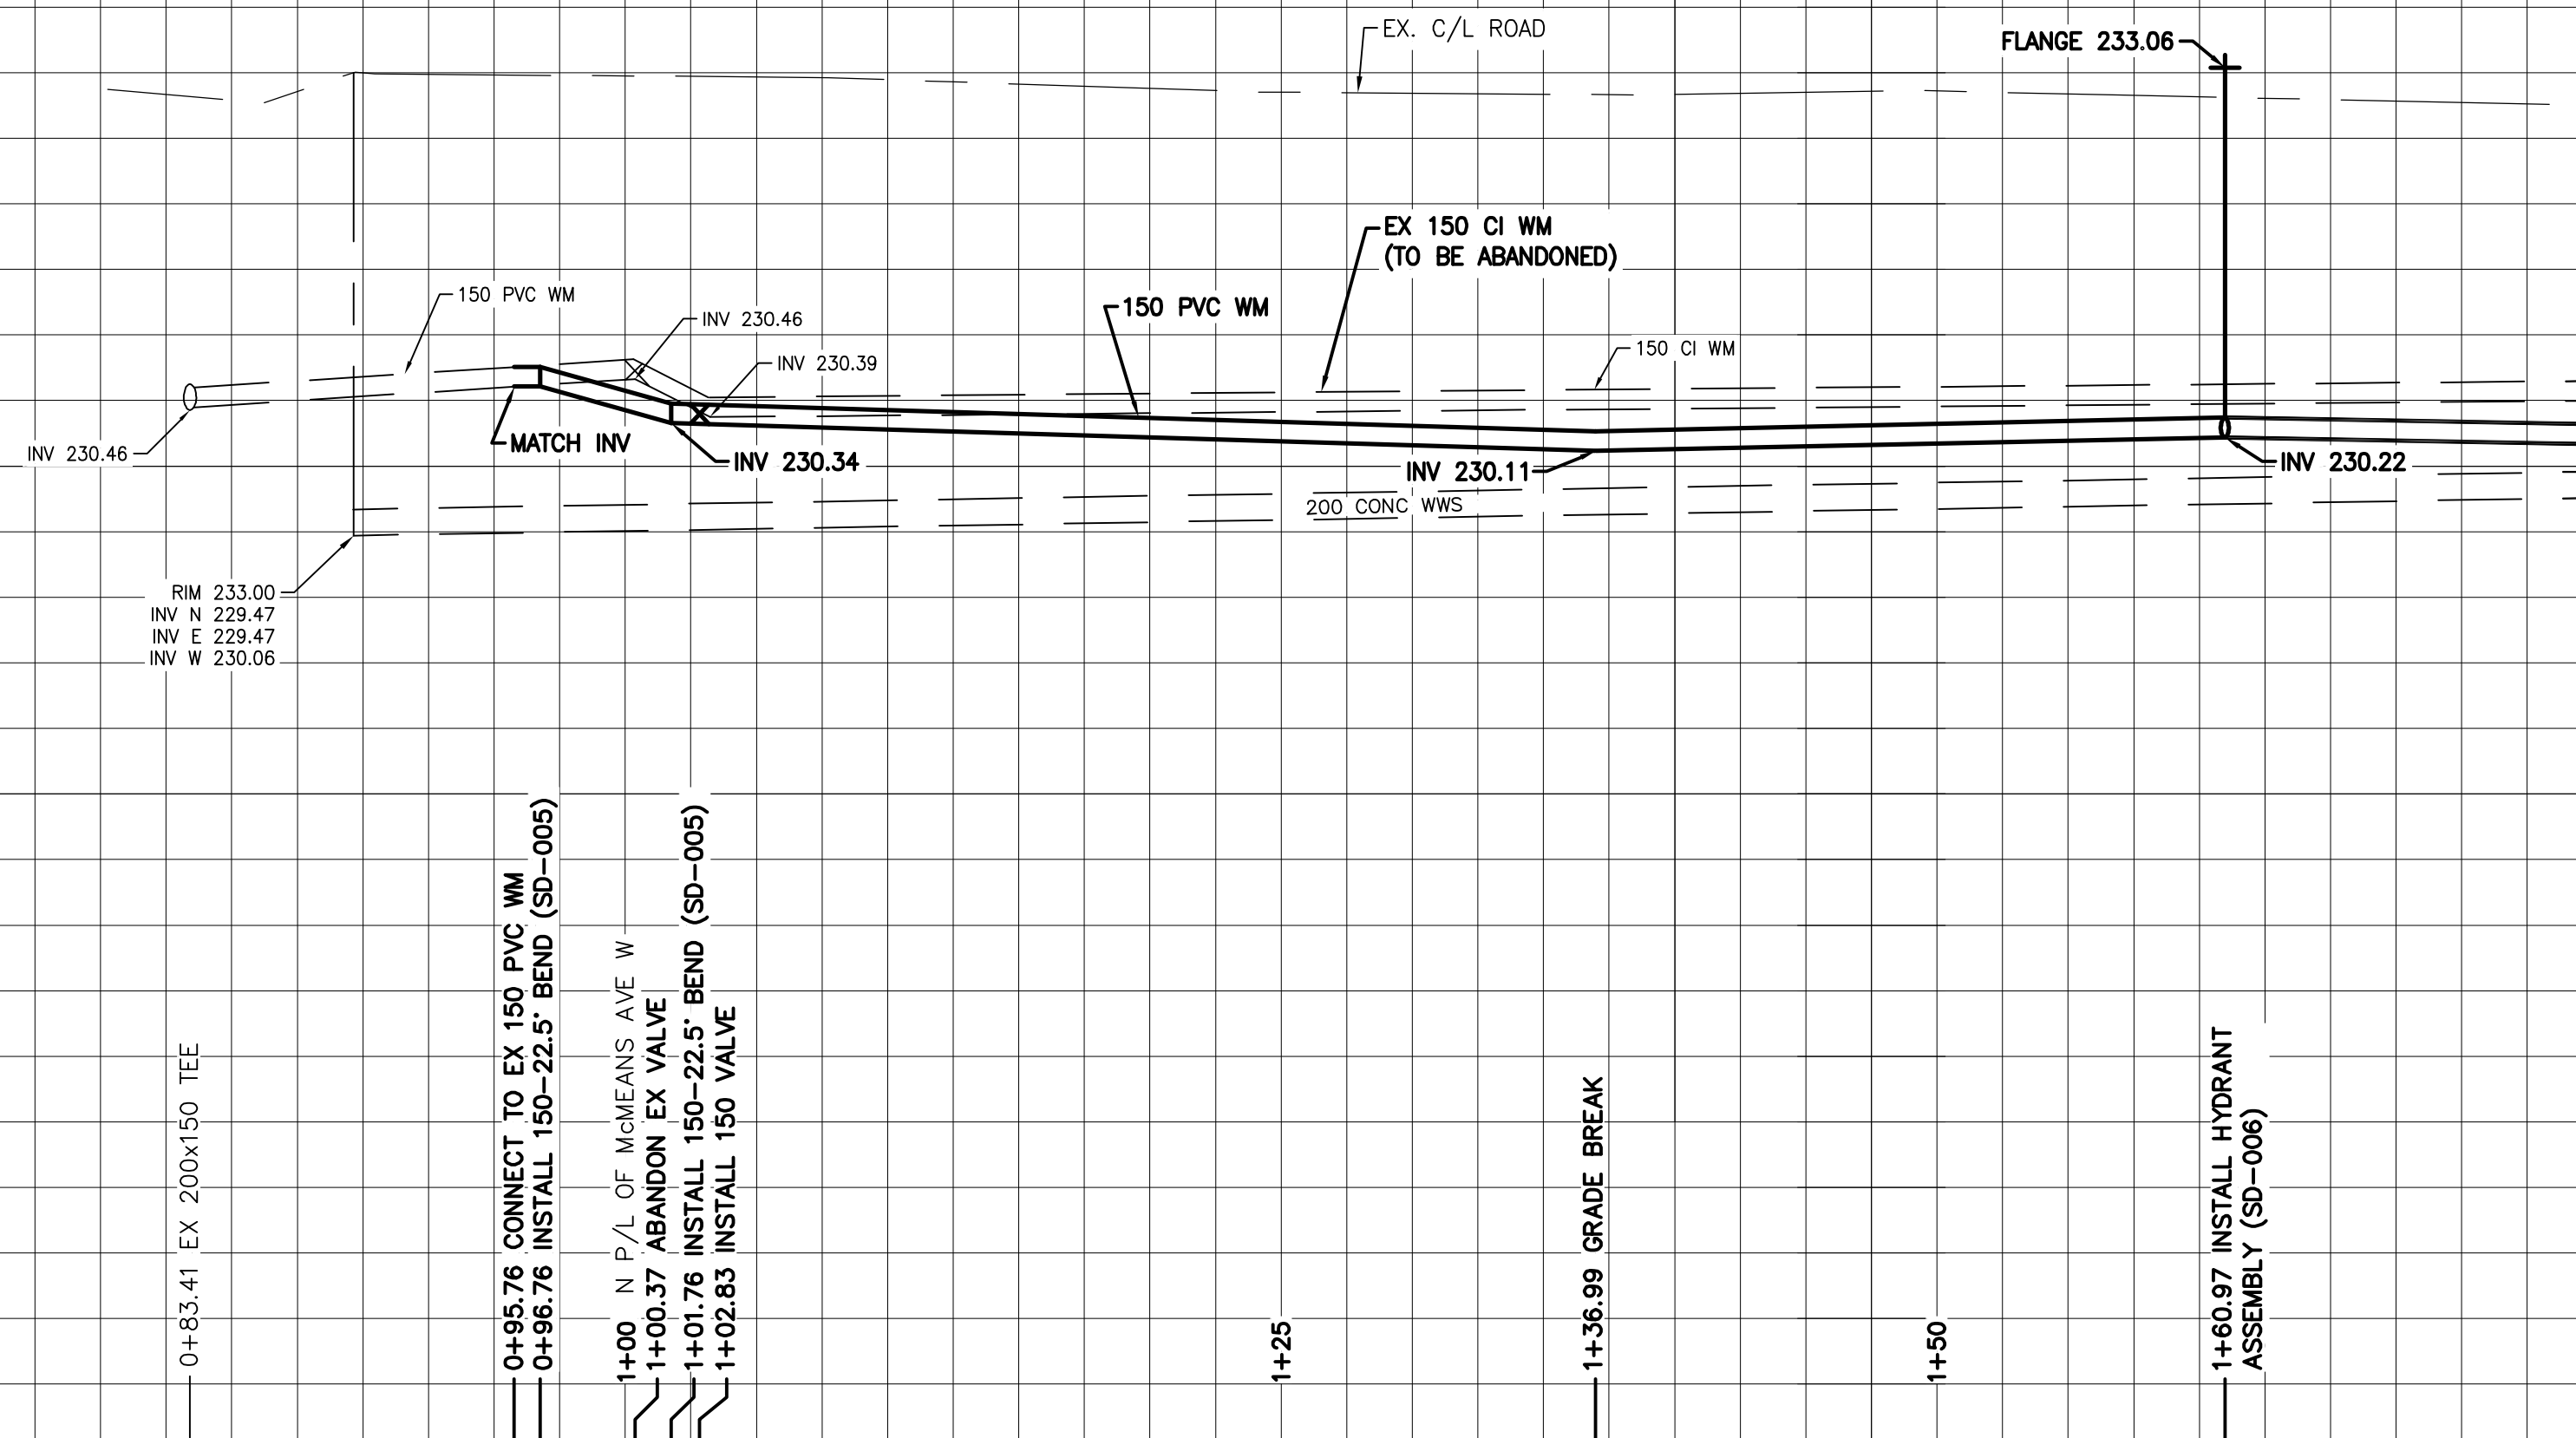 EX. C/L ROAD
FLANGE 233.06
EX 150 CI WM
(TO BE ABANDONED)
150 PVC WM
150 PVC WM
INV 230.46
150 CI WM
INV 230.39
INV 230.46
MATCH INV
INV 230.34
INV 230.11
INV 230.22
200 CONC WWS
RIM 233.00
INV N 229.47
INV E 229.47
INV W 230.06
0+83.41 EX 200x150 TEE
0+95.76 CONNECT TO EX 150 PVC WM
0+96.76 INSTALL 150-22.5° BEND (SD-005)
1+00 N P/L OF McMEANS AVE W
1+00.37 ABANDON EX VALVE
1+01.76 INSTALL 150-22.5° BEND (SD-005)
1+02.83 INSTALL 150 VALVE
1+25
1+36.99 GRADE BREAK
1+50
1+60.97 INSTALL HYDRANT
ASSEMBLY (SD-006)